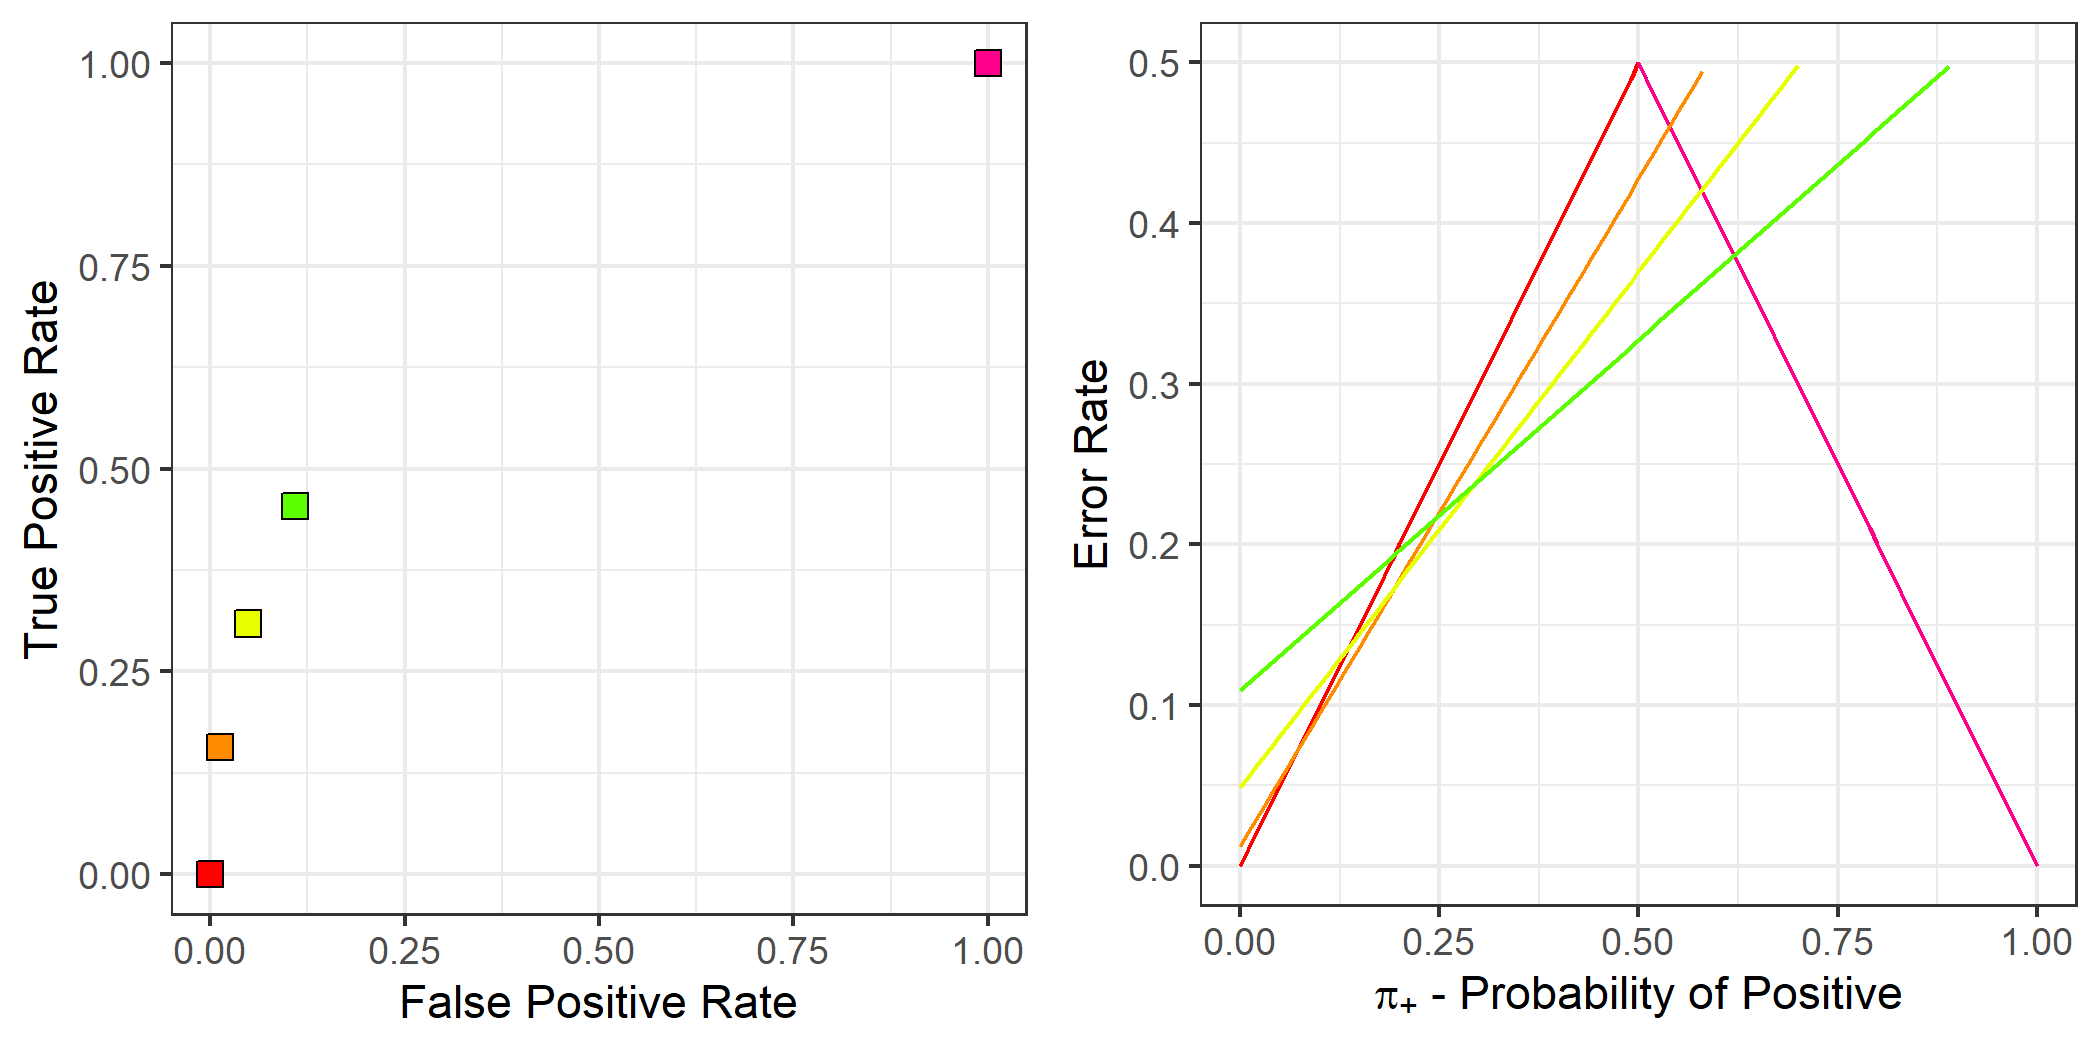 True Positive Rate
1.00
0.75
0.50
0.25
0.00
0.00 0.25 0.50 0.75 1.00
False Positive Rate
Error Rate
0.5
0.4
0.3
0.2
0.1
0.0
0.00 0.25 0.50 0.75 1.00
π₊ - Probability of Positive